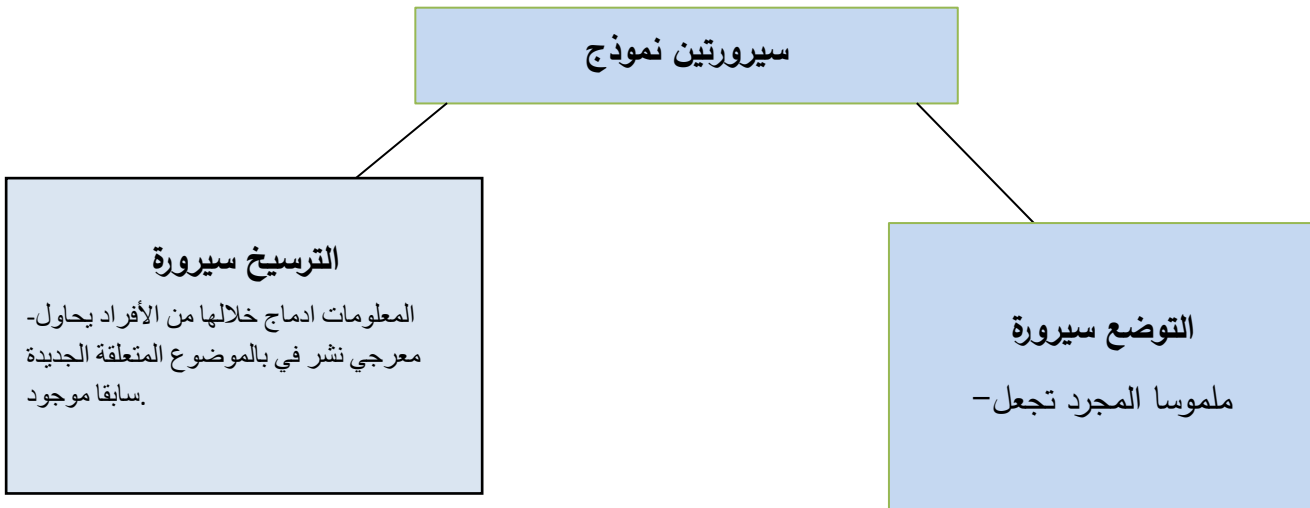 سيرورتين نموذج
التوضع سيرورة
ملموسا المجرد تجعل –
الترسيخ سيرورة
المعلومات ادماج خلالها من الأفراد يحاول-
معرجي نشر في بالموضوع المتعلقة الجديدة
سابقا موجود.